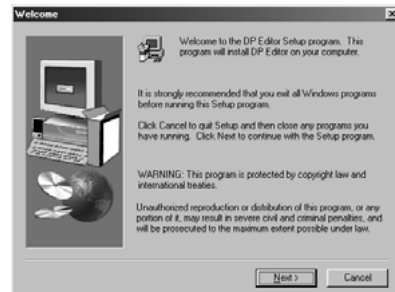 Welcome
Welcome to the DP Editor Setup program. This
program will install DP Editor on your computer.
It is strongly recommended that you exit all Windows programs
before running this Setup program.
Click Cancel to quit Setup and then close any programs you
have running. Click Next to continue with the Setup program.
WARNING: This program is protected by copyright law and
international treaties.
Unauthorized reproduction or distribution of this program, or any
portion of it, may result in severe civil and criminal penalties, and
will be prosecuted to the maximum extent possible under law.
Next > Cancel